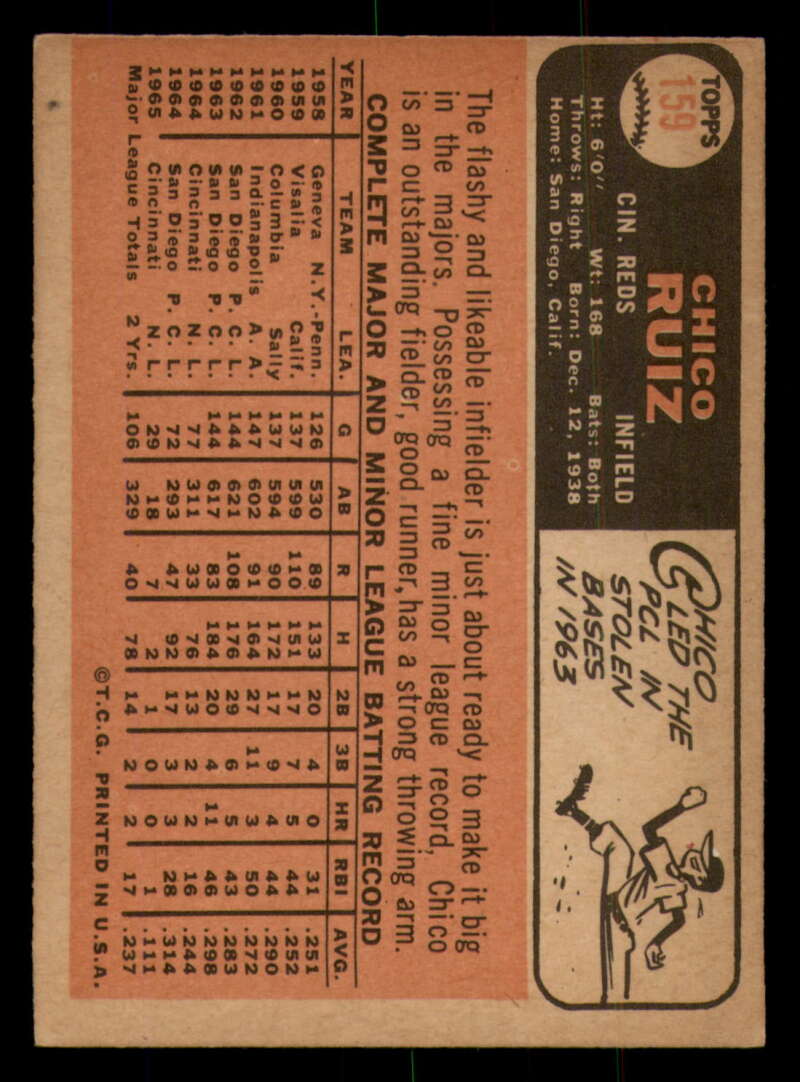 TOPPS
159
CHICO
RUIZ
CIN. REDS INFIELD
Ht: 6'0" Wt: 168 Bats: Both
Throws: Right Born: Dec. 12, 1938
Home: San Diego, Calif.
CHICO
LED THE
PCL IN
STOLEN
BASES
IN 1963
The flashy and likeable infielder is just about ready to make it big
in the majors. Possessing a fine minor league record, Chico
is an outstanding fielder, good runner, has a strong throwing arm.
COMPLETE MAJOR AND MINOR LEAGUE BATTING RECORD
YEAR TEAM LEA. G AB R H 2B 3B HR RBI AVG.
1958 Geneva N.Y.-Penn. 126 530 89 133 20 4 0 31 .251
1959 Visalia Calif. 137 599 110 151 17 7 5 44 .252
1960 Columbia Sally 137 594 90 172 17 9 4 44 .290
1961 Indianapolis A. A. 147 602 91 164 27 11 3 50 .272
1962 San Diego P. C. L. 144 621 108 176 29 6 5 43 .283
1963 San Diego P. C. L. 144 617 83 184 20 4 11 46 .298
1964 Cincinnati N. L. 77 311 33 76 13 2 2 16 .244
1964 San Diego P. C. L. 72 293 47 92 17 3 3 28 .314
1965 Cincinnati N. L. 29 18 7 2 1 0 0 1 .111
Major League Totals 2 Yrs. 106 329 40 78 14 2 2 17 .237
©T.C.G. PRINTED IN U.S.A.